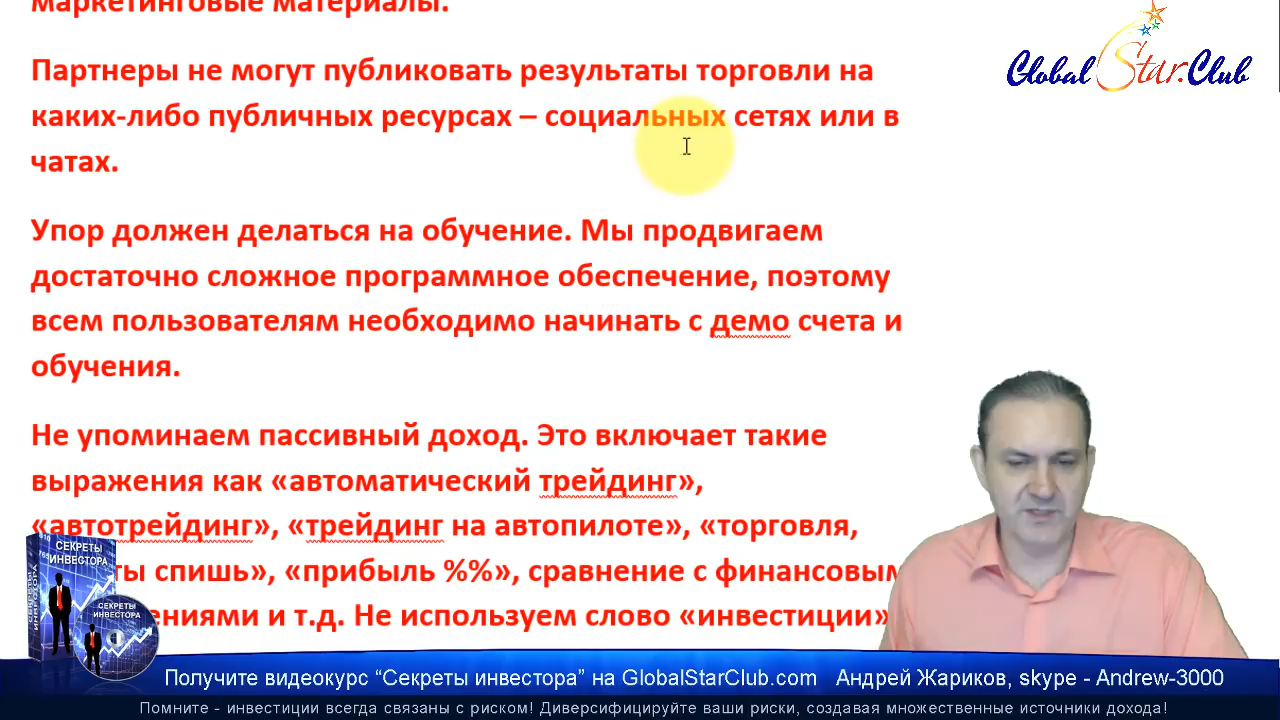 маркетинговые материалы.
Global Star.Club
Партнеры не могут публиковать результаты торговли на
каких-либо публичных ресурсах – социальных сетях или в
чатах.
Упор должен делаться на обучение. Мы продвигаем
достаточно сложное программное обеспечение, поэтому
всем пользователям необходимо начинать с демо счета и
обучения.
Не упоминаем пассивный доход. Это включает такие
выражения как «автоматический трейдинг»,
«автотрейдинг», «трейдинг на автопилоте», «торговля,
ты спишь», «прибыль %%», сравнение с финансовым
ениями и т.д. Не используем слово «инвестиции»
СЕКРЕТЫ
ИНВЕСТОРА
СЕКРЕТЫ
ИНВЕСТОРА
Получите видеокурс “Секреты инвестора” на GlobalStarClub.com Андрей Жариков, skype - Andrew-3000
Помните - инвестиции всегда связаны с риском! Диверсифицируйте ваши риски, создавая множественные источники дохода!